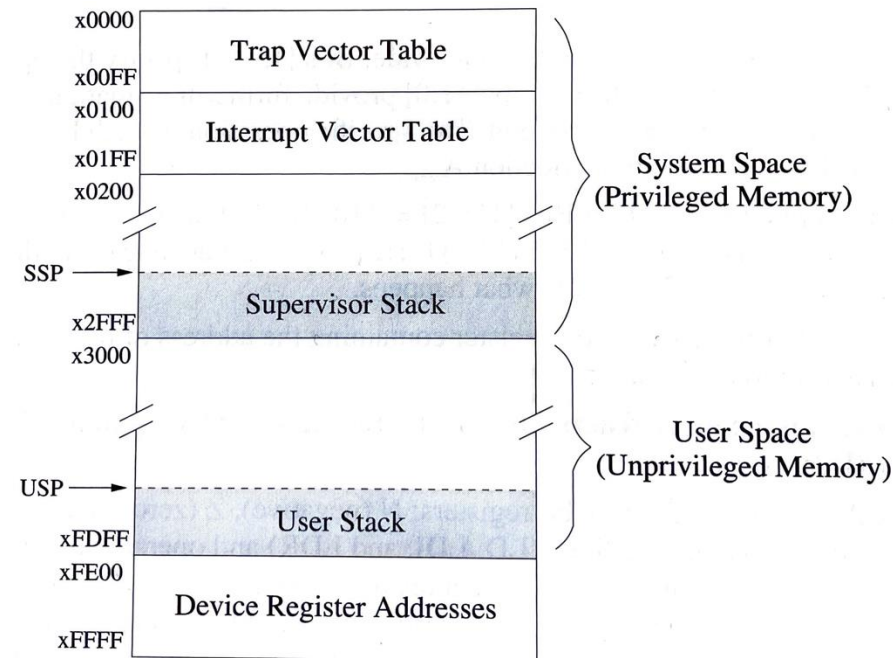 x0000
Trap Vector Table
x00FF
x0100
Interrupt Vector Table
x01FF
x0200
System Space
(Privileged Memory)
SSP
Supervisor Stack
x2FFF
x3000
User Space
(Unprivileged Memory)
USP
User Stack
xFDFF
xFE00
Device Register Addresses
xFFFF